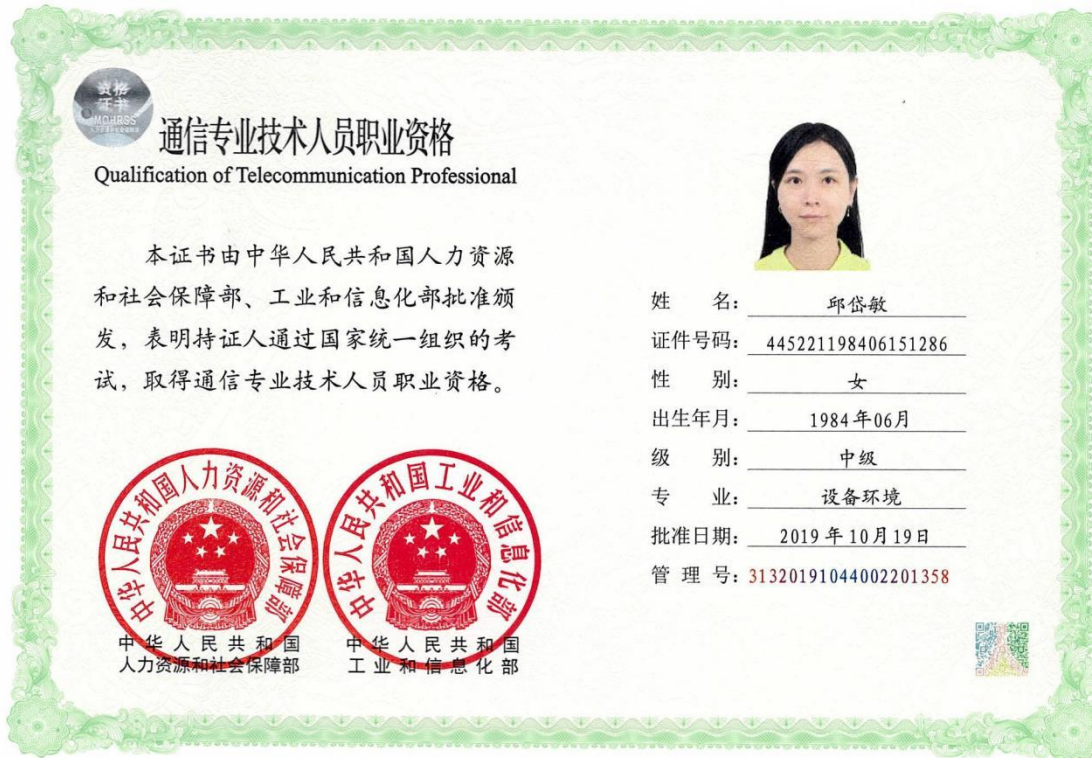 资格
证书
MOHRSS
通信专业技术人员职业资格
Qualification of Telecommunication Professional
本证书由中华人民共和国人力资源
和社会保障部、工业和信息化部批准颁
发，表明持证人通过国家统一组织的考
试，取得通信专业技术人员职业资格。
中华人民共和国人力资源和社会保障部
中华人民共和国
人力资源和社会保障部
中华人民共和国工业和信息化部
中华人民共和国
工业和信息化部
姓名：邱岱敏
证件号码：445221198406151286
性别：女
出生年月：1984年06月
级别：中级
专业：设备环境
批准日期：2019年10月19日
管理号：31320191044002201358